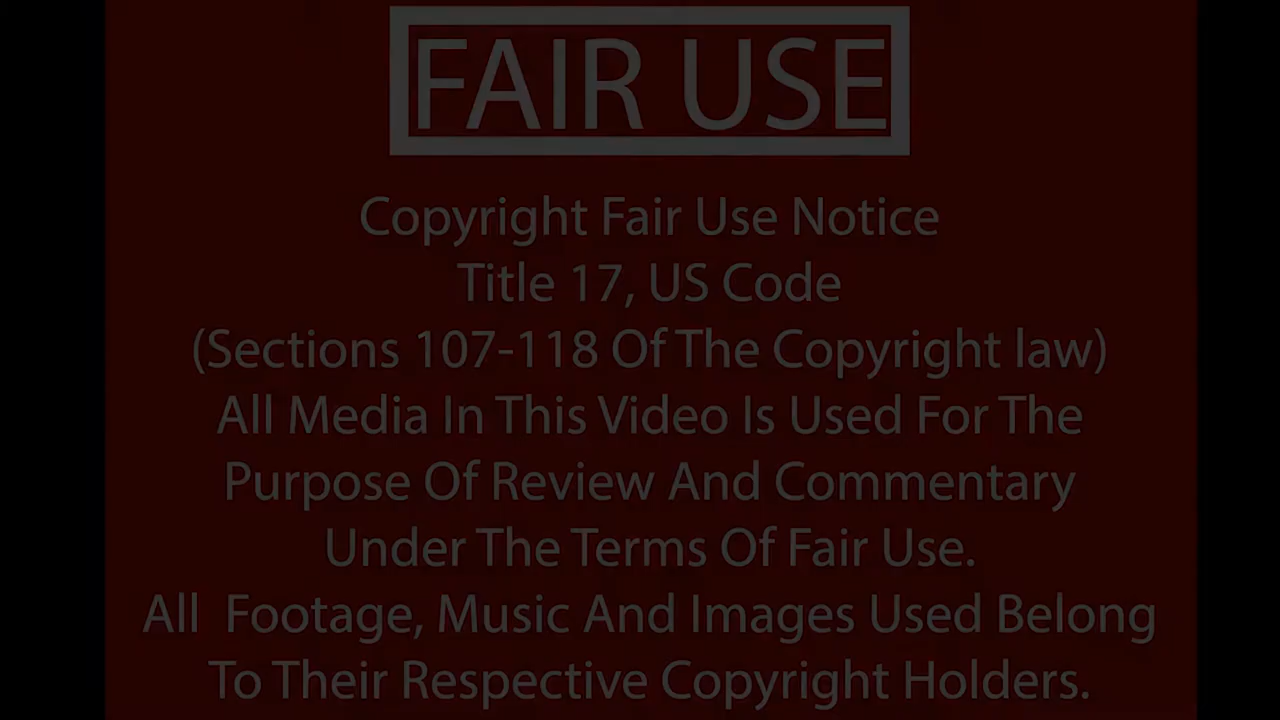 FAIR USE
Copyright Fair Use Notice
Title 17, US Code
(Sections 107-118 Of The Copyright law)
All Media In This Video Is Used For The
Purpose Of Review And Commentary
Under The Terms Of Fair Use.
All  Footage, Music And Images Used Belong
To Their Respective Copyright Holders.